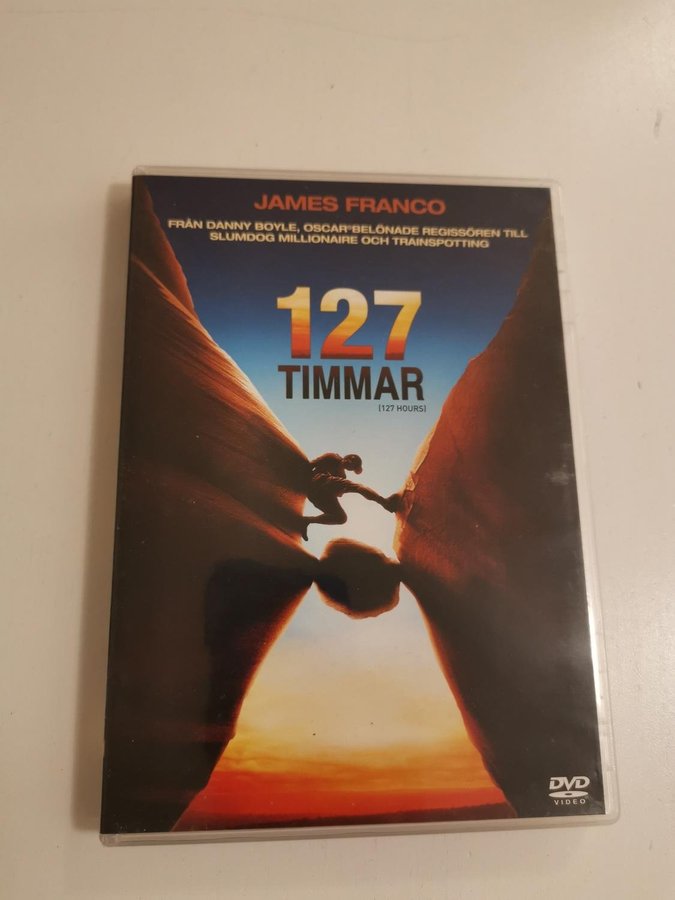 JAMES FRANCO
FRÅN DANNY BOYLE, OSCAR®BELÖNADE REGISSÖREN TILL
SLUMDOG MILLIONAIRE OCH TRAINSPOTTING
127
TIMMAR
[127 HOURS]
DVD
VIDEO